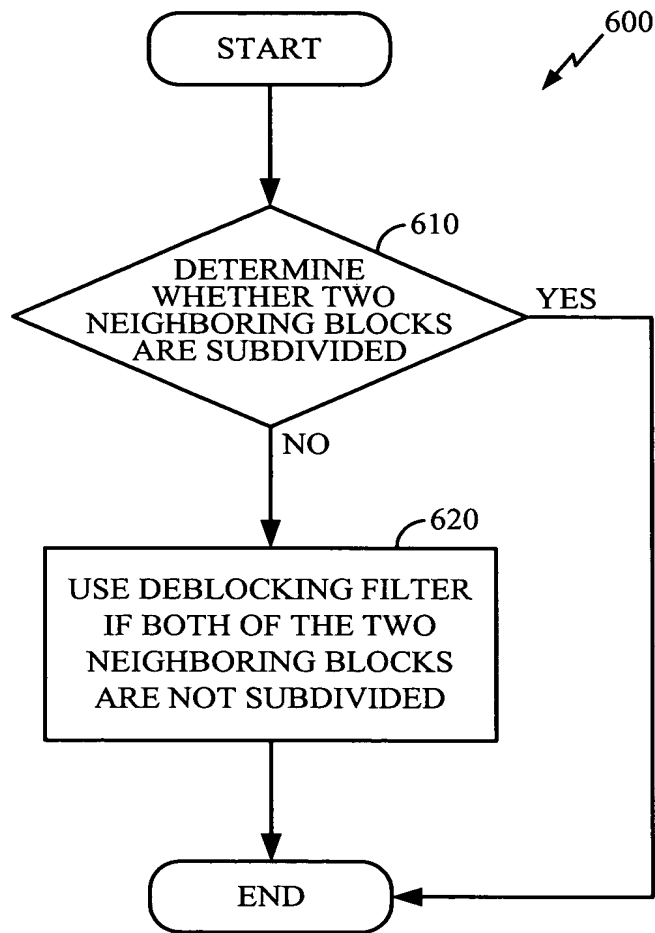 START
600
610
DETERMINE
WHETHER TWO
NEIGHBORING BLOCKS
ARE SUBDIVIDED
YES
NO
620
USE DEBLOCKING FILTER
IF BOTH OF THE TWO
NEIGHBORING BLOCKS
ARE NOT SUBDIVIDED
END